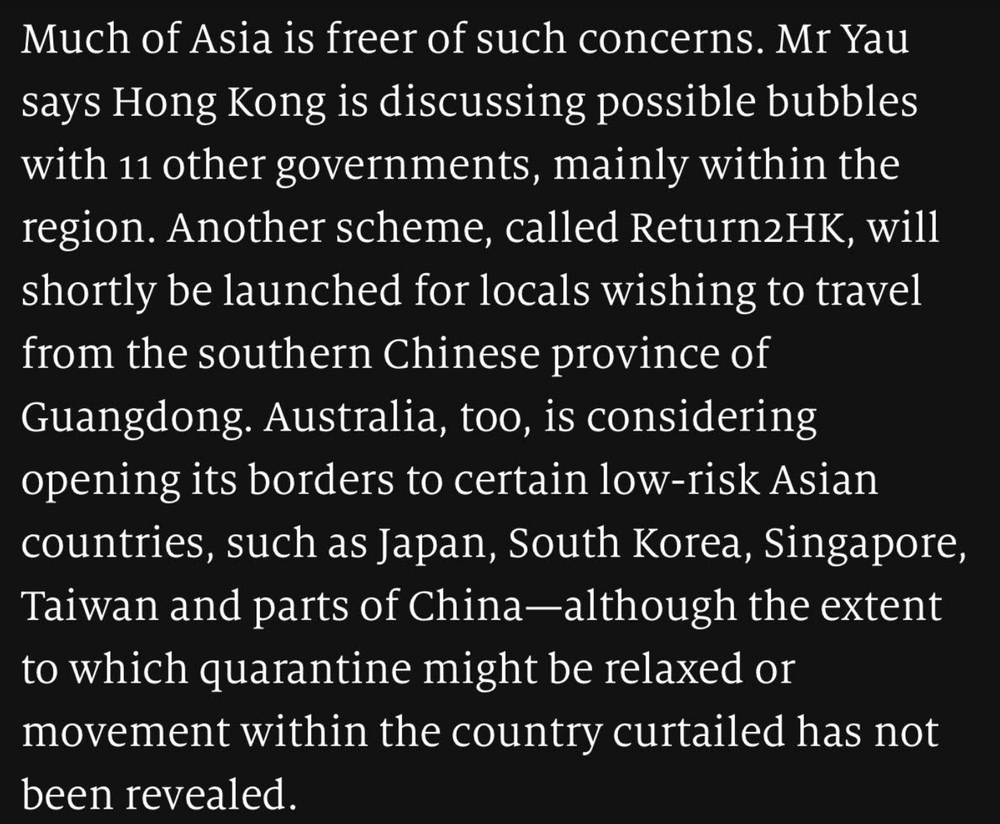 Much of Asia is freer of such concerns. Mr Yau
says Hong Kong is discussing possible bubbles
with 11 other governments, mainly within the
region. Another scheme, called Return2HK, will
shortly be launched for locals wishing to travel
from the southern Chinese province of
Guangdong. Australia, too, is considering
opening its borders to certain low-risk Asian
countries, such as Japan, South Korea, Singapore,
Taiwan and parts of China—although the extent
to which quarantine might be relaxed or
movement within the country curtailed has not
been revealed.